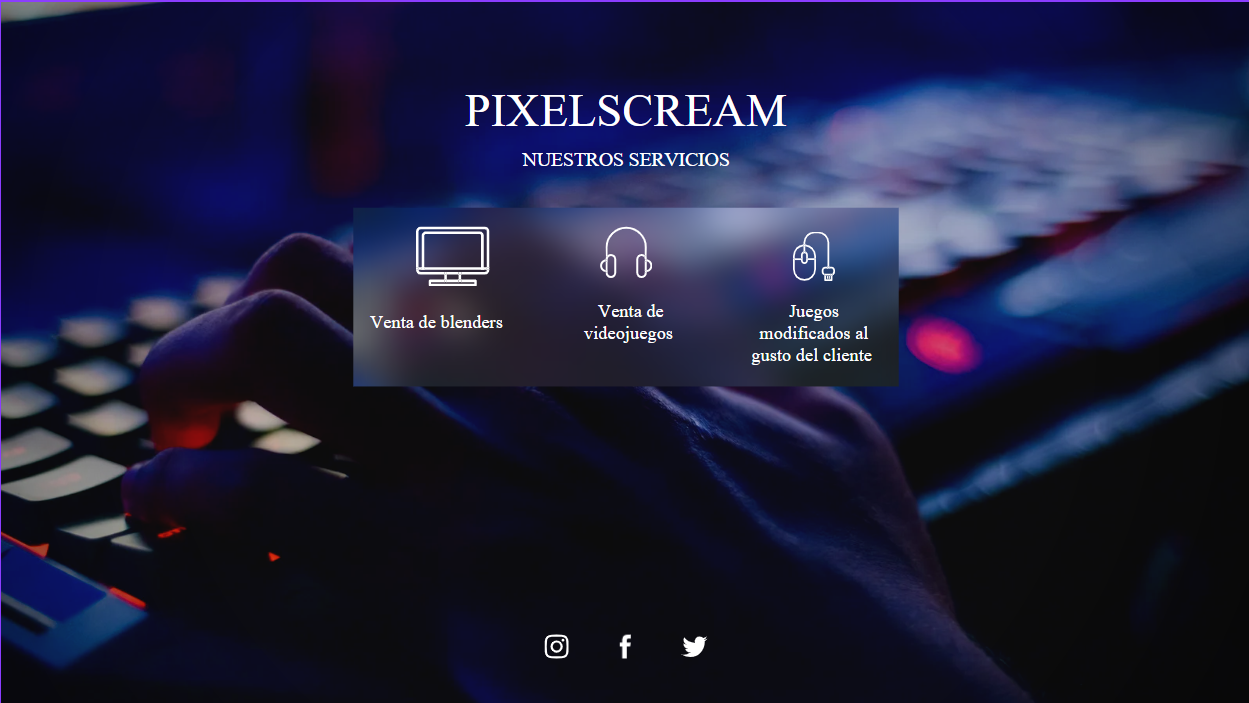 PIXELSCREAM
NUESTROS SERVICIOS
Venta de blenders
Venta de
videojuegos
Juegos
modificados al
gusto del cliente